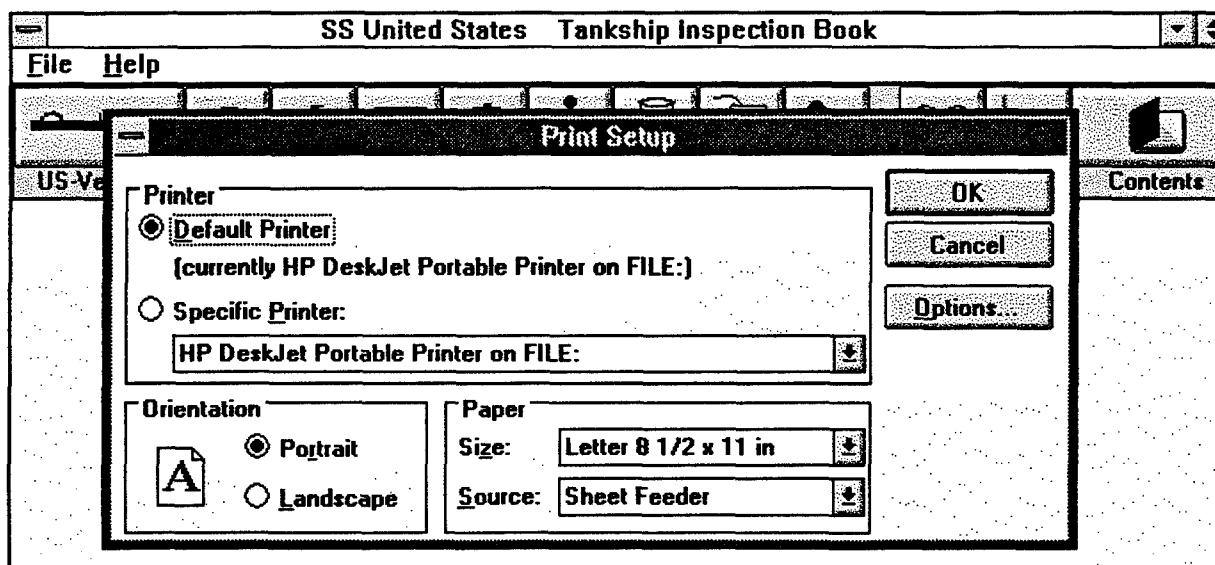 SS United States Tankship Inspection Book
File Help
Print Setup
US-Ve
Contents
Printer
Default Printer
(currently HP DeskJet Portable Printer on FILE:)
Specific Printer:
HP DeskJet Portable Printer on FILE:
OK
Cancel
Options...
Orientation
A
Portrait
Landscape
Paper
Size: Letter 8 1/2 x 11 in
Source: Sheet Feeder